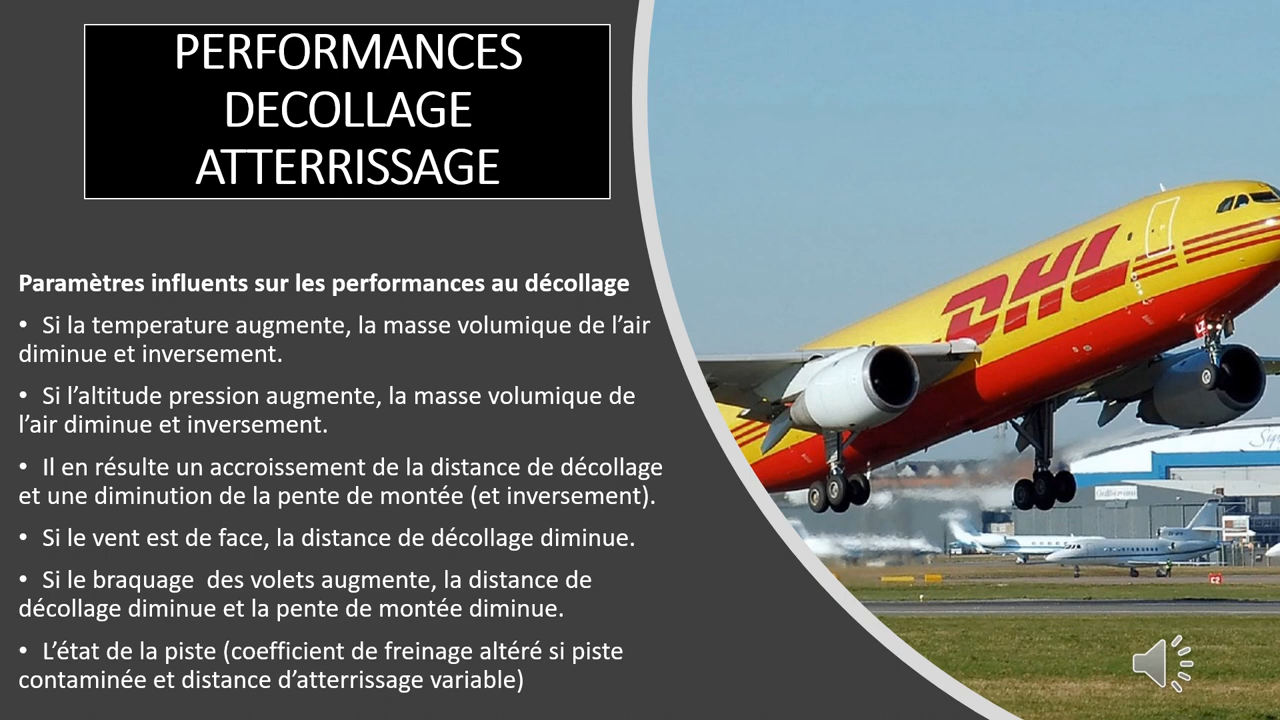 PERFORMANCES
DECOLLAGE
ATTERRISSAGE
Paramètres influents sur les performances au décollage
• Si la temperature augmente, la masse volumique de l’air
diminue et inversement.
• Si l’altitude pression augmente, la masse volumique de
l’air diminue et inversement.
• Il en résulte un accroissement de la distance de décollage
et une diminution de la pente de montée (et inversement).
• Si le vent est de face, la distance de décollage diminue.
• Si le braquage  des volets augmente, la distance de
décollage diminue et la pente de montée diminue.
• L’état de la piste (coefficient de freinage altéré si piste
contaminée et distance d’atterrissage variable)
DHL
LZ
C2